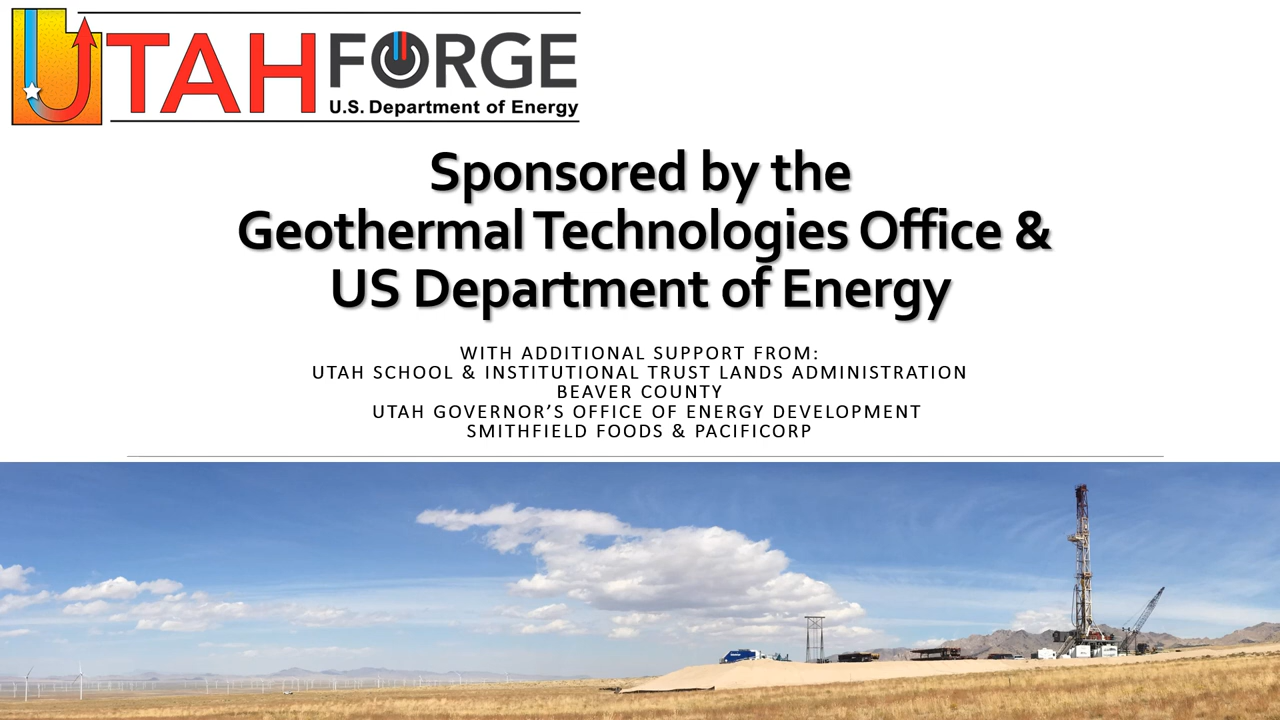 UTAH FORGE
U.S. Department of Energy
Sponsored by the
Geothermal Technologies Office &
US Department of Energy
WITH ADDITIONAL SUPPORT FROM:
UTAH SCHOOL & INSTITUTIONAL TRUST LANDS ADMINISTRATION
BEAVER COUNTY
UTAH GOVERNOR’S OFFICE OF ENERGY DEVELOPMENT
SMITHFIELD FOODS & PACIFICORP